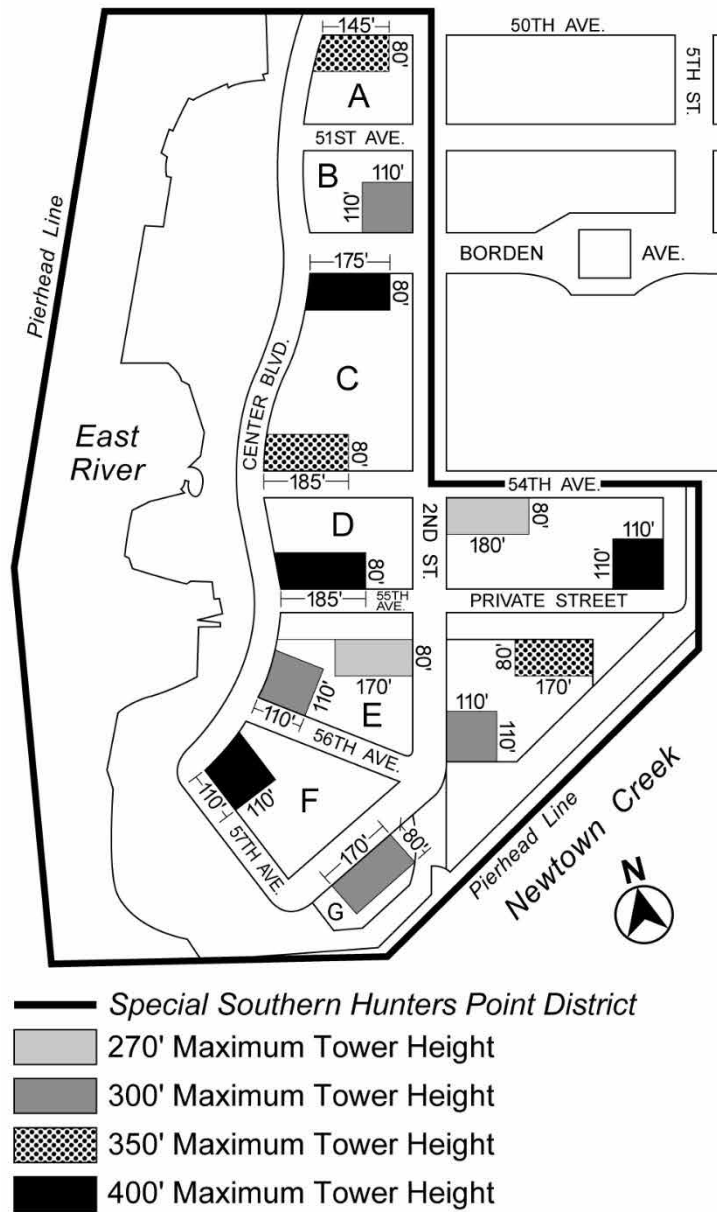 145'
50TH AVE.
80'
5TH ST.
A
51ST AVE.
B
110'
110'
Pierhead Line
BORDEN AVE.
175'
80'
CENTER BLVD.
C
East
River
80'
185'
54TH AVE.
D
2ND ST.
80'
180'
110'
110'
80'
185'
55TH
AVE.
PRIVATE STREET
80'
170'
110'
110'
E
80'
170'
110'
110'
56TH AVE.
110'
110'
F
57TH AVE.
170'
80'
G
Pierhead Line
Newtown Creek
N
Special Southern Hunters Point District
270' Maximum Tower Height
300' Maximum Tower Height
350' Maximum Tower Height
400' Maximum Tower Height